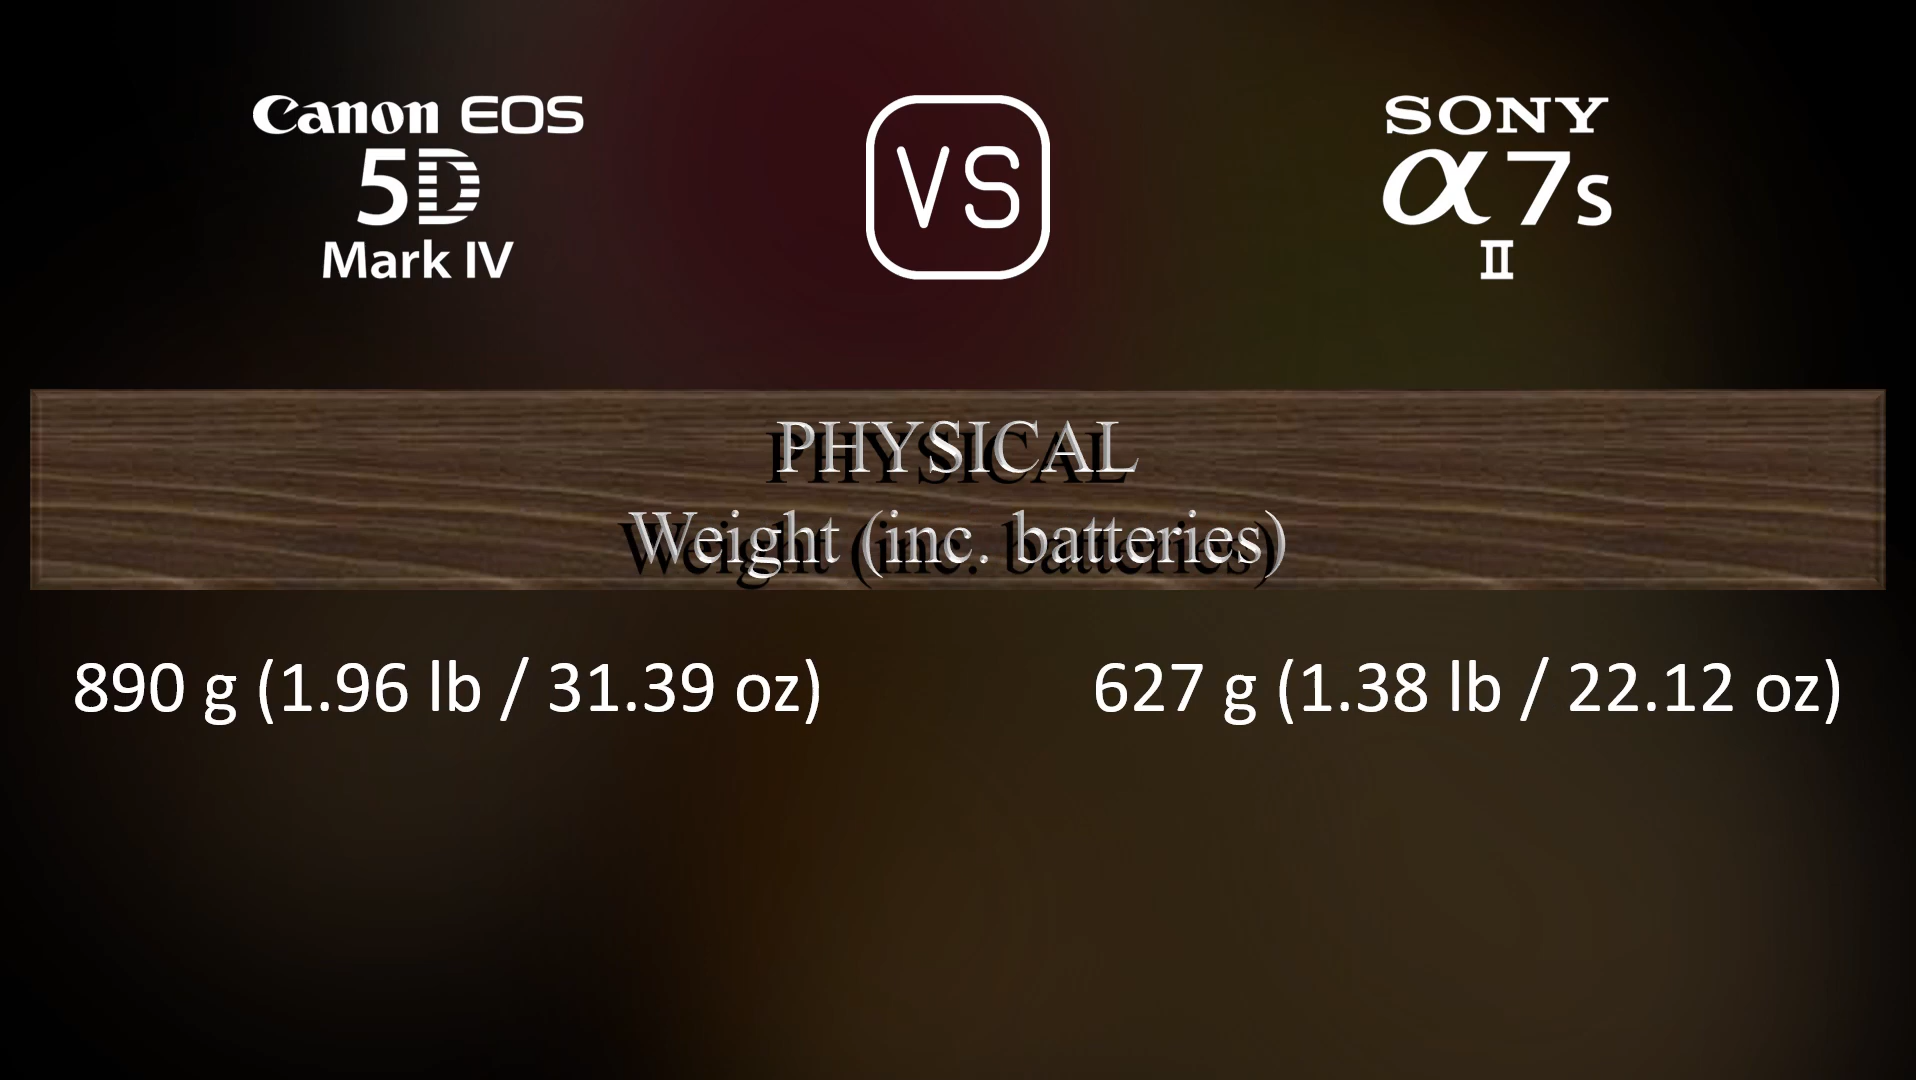 Canon EOS
5D
Mark IV
VS
SONY
α7s
II
PHYSICAL
Weight (inc. batteries)
890 g (1.96 lb / 31.39 oz)
627 g (1.38 lb / 22.12 oz)